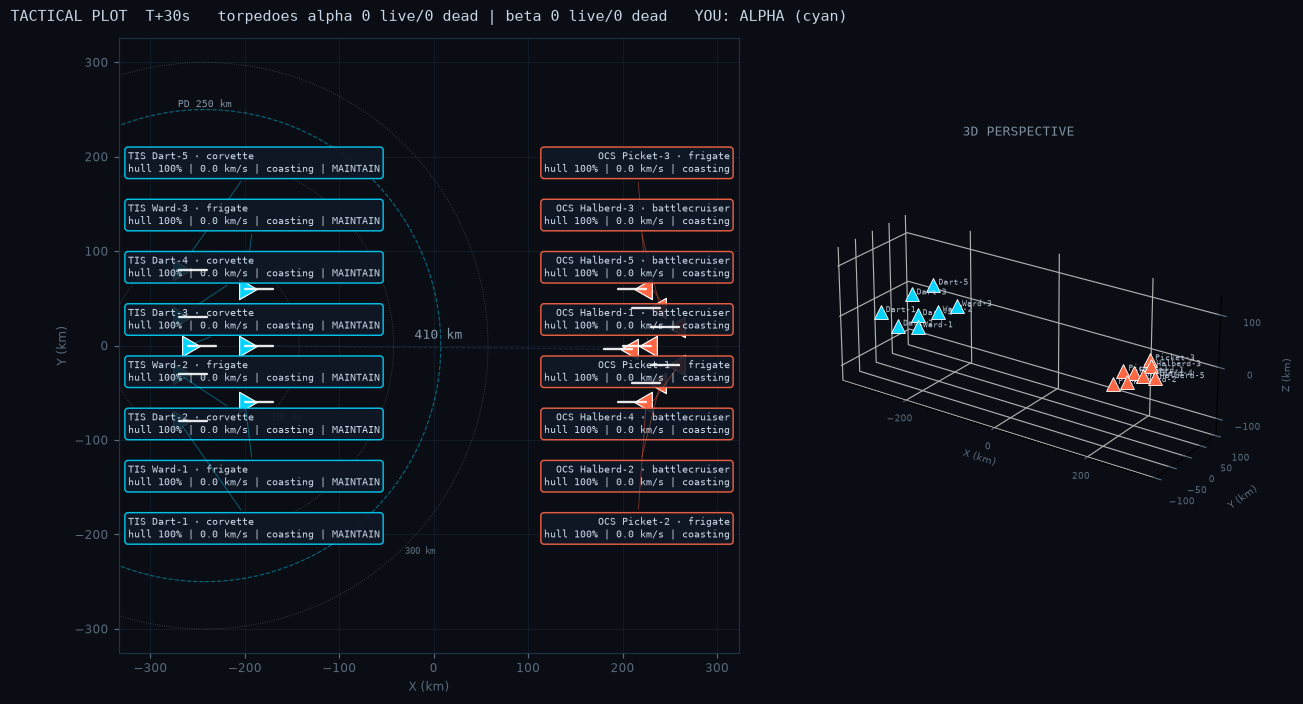 TACTICAL PLOT  T+30s   torpedoes alpha 0 live/0 dead | beta 0 live/0 dead   YOU: ALPHA (cyan)
PD 250 km
TIS Dart-5 · corvette
hull 100% | 0.0 km/s | coasting | MAINTAIN
TIS Ward-3 · frigate
hull 100% | 0.0 km/s | coasting | MAINTAIN
TIS Dart-4 · corvette
hull 100% | 0.0 km/s | coasting | MAINTAIN
TIS Dart-3 · corvette
hull 100% | 0.0 km/s | coasting | MAINTAIN
TIS Ward-2 · frigate
hull 100% | 0.0 km/s | coasting | MAINTAIN
TIS Dart-2 · corvette
hull 100% | 0.0 km/s | coasting | MAINTAIN
TIS Ward-1 · frigate
hull 100% | 0.0 km/s | coasting | MAINTAIN
TIS Dart-1 · corvette
hull 100% | 0.0 km/s | coasting | MAINTAIN
410 km
300 km
OCS Picket-3 · frigate
hull 100% | 0.0 km/s | coasting
OCS Halberd-3 · battlecruiser
hull 100% | 0.0 km/s | coasting
OCS Halberd-5 · battlecruiser
hull 100% | 0.0 km/s | coasting
OCS Halberd-1 · battlecruiser
hull 100% | 0.0 km/s | coasting
OCS Picket-1 · frigate
hull 100% | 0.0 km/s | coasting
OCS Halberd-4 · battlecruiser
hull 100% | 0.0 km/s | coasting
OCS Halberd-2 · battlecruiser
hull 100% | 0.0 km/s | coasting
OCS Picket-2 · frigate
hull 100% | 0.0 km/s | coasting
300
200
100
0
−100
−200
−300
Y (km)
−300
−200
−100
0
100
200
300
X (km)
3D PERSPECTIVE
Dart-5
Ward-3
Dart-1
Ward-1
Picket-3
Halberd-3
Halberd-5
−200
0
200
X (km)
−100
−50
0
50
100
Y (km)
100
0
−100
Z (km)